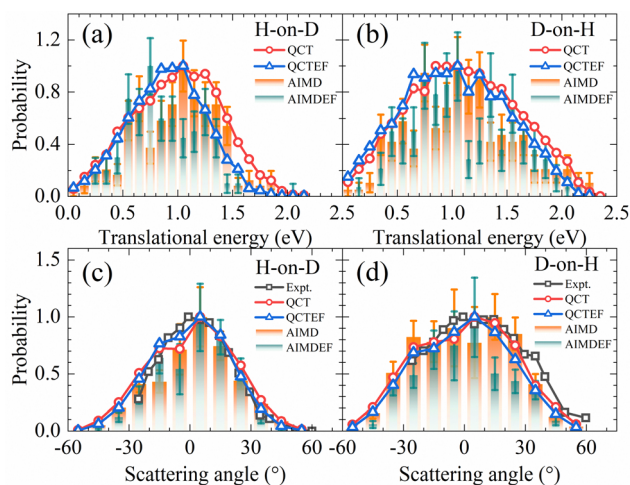 (a) H-on-D
QCT
QCTEF
AIMD
AIMDEF
(b) D-on-H
QCT
QCTEF
AIMD
AIMDEF
Probability
1.2
0.8
0.4
0.0
0.0 0.5 1.0 1.5 2.0 2.5
.5 0.5 1.0 1.5 2.0 2.5
Translational energy (eV)
Translational energy (eV)
(c) H-on-D
Expt.
QCT
QCTEF
AIMD
AIMDEF
(d) D-on-H
Expt.
QCT
QCTEF
AIMD
AIMDEF
Probability
1.5
1.0
0.5
0.0
-60 -30 0 30 60
-30 0 30 60
Scattering angle (°)
Scattering angle (°)